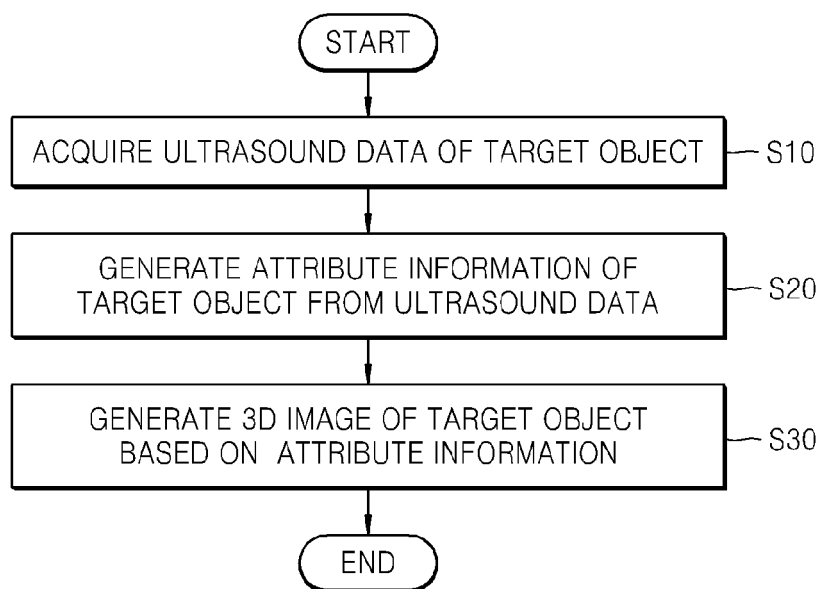 START
ACQUIRE ULTRASOUND DATA OF TARGET OBJECT
S10
GENERATE ATTRIBUTE INFORMATION OF
TARGET OBJECT FROM ULTRASOUND DATA
S20
GENERATE 3D IMAGE OF TARGET OBJECT
BASED ON ATTRIBUTE INFORMATION
S30
END